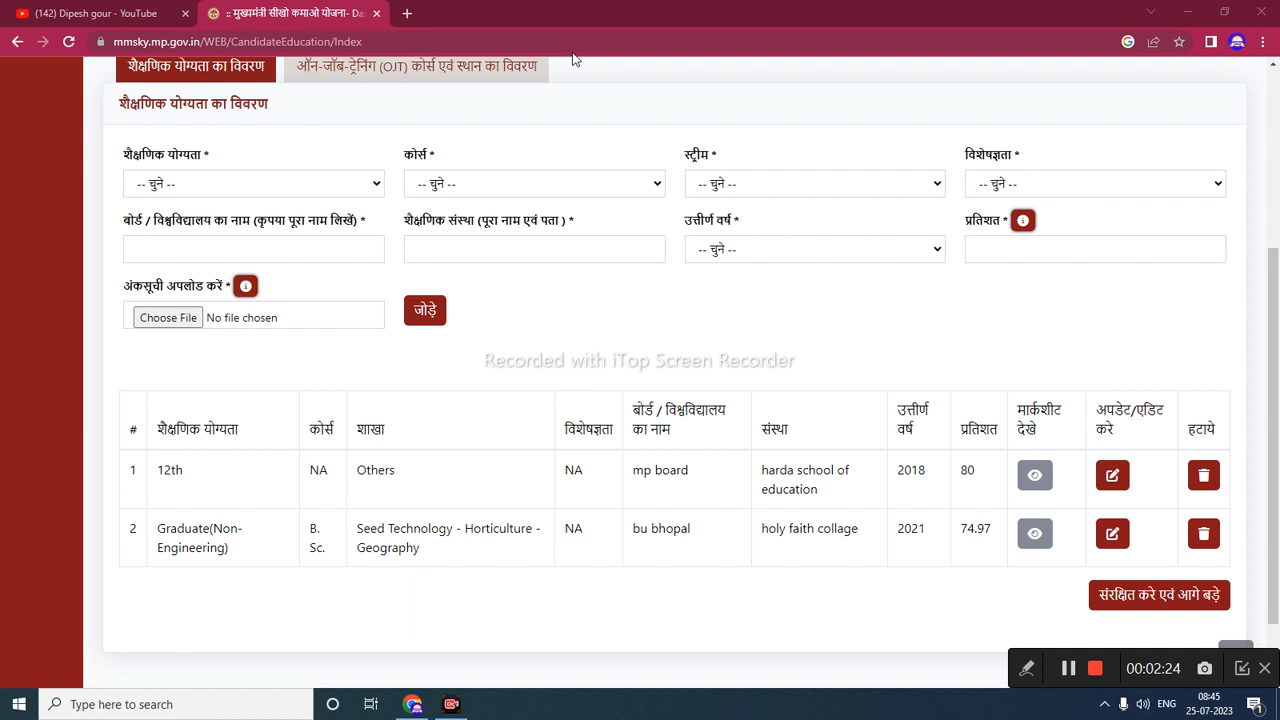 (142) Dipesh gour - YouTube
:: मुख्यमंत्री सीखो कमाओ योजना- Da
mmsky.mp.gov.in/WEB/CandidateEducation/Index
शैक्षणिक योग्यता का विवरण
ऑन-जॉब-ट्रेनिंग (OJT) कोर्स एवं स्थान का विवरण
शैक्षणिक योग्यता का विवरण
शैक्षणिक योग्यता * कोर्स * स्ट्रीम * विशेषज्ञता *
-- चुने -- -- चुने -- -- चुने -- -- चुने --
बोर्ड / विश्वविद्यालय का नाम (कृपया पूरा नाम लिखें) * शैक्षणिक संस्था (पूरा नाम एवं पता ) * उत्तीर्ण वर्ष * प्रतिशत *
-- चुने --
अंकसूची अपलोड करें *
Choose File No file chosen
जोड़े
Recorded with iTop Screen Recorder
# शैक्षणिक योग्यता कोर्स शाखा विशेषज्ञता बोर्ड / विश्वविद्यालय का नाम संस्था उत्तीर्ण वर्ष प्रतिशत मार्कशीट देखे अपडेट/एडिट करे हटाये
1 12th NA Others NA mp board harda school of education 2018 80
2 Graduate(Non-Engineering) B. Sc. Seed Technology - Horticulture - Geography NA bu bhopal holy faith collage 2021 74.97
संरक्षित करे एवं आगे बड़े
00:02:24
Type here to search
ENG
08:45
25-07-2023
1